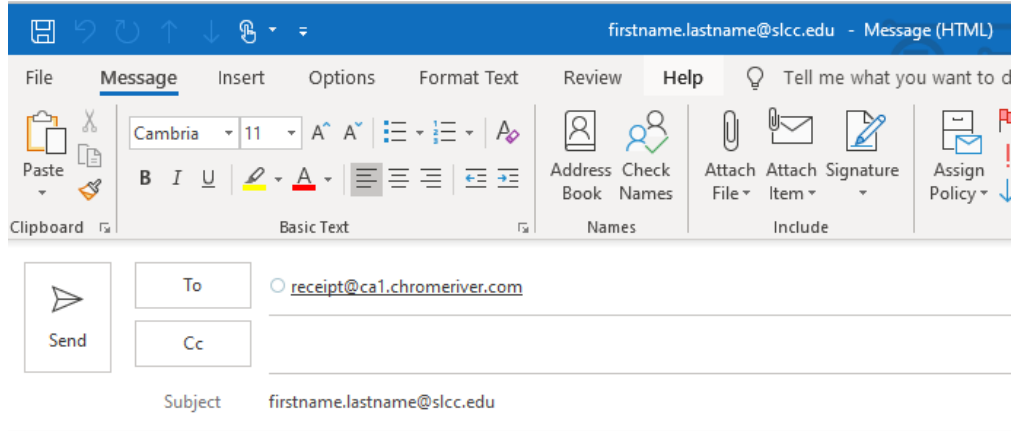 firstname.lastname@slcc.edu - Message (HTML)
File Message Insert Options Format Text Review Help Tell me what you want to d
Cambria 11
Paste
B I U A
Address Book
Check Names
Attach File
Attach Item
Signature
Assign Policy
Clipboard Basic Text Names Include
To receipt@ca1.chromeriver.com
Send
Cc
Subject firstname.lastname@slcc.edu